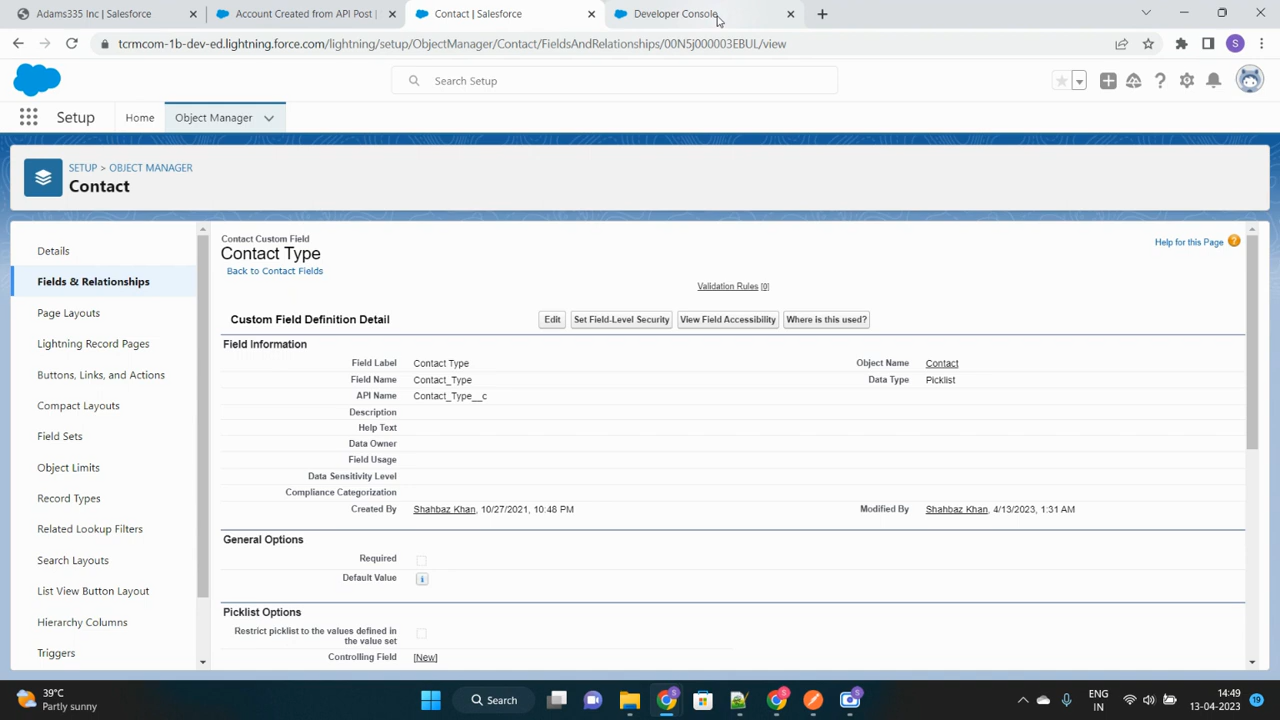 Adams335 Inc | Salesforce
Account Created from API Post |
Contact | Salesforce
Developer Console
tcrmcom-1b-dev-ed.lightning.force.com/lightning/setup/ObjectManager/Contact/FieldsAndRelationships/00N5j000003EBUL/view
S
Search Setup
Setup
Home
Object Manager
SETUP > OBJECT MANAGER
Contact
Details
Fields & Relationships
Page Layouts
Lightning Record Pages
Buttons, Links, and Actions
Compact Layouts
Field Sets
Object Limits
Record Types
Related Lookup Filters
Search Layouts
List View Button Layout
Hierarchy Columns
Triggers
Contact Custom Field
Contact Type
Back to Contact Fields
Help for this Page
Validation Rules [0]
Custom Field Definition Detail
Edit
Set Field-Level Security
View Field Accessibility
Where is this used?
Field Information
Field Label Contact Type
Object Name Contact
Field Name Contact_Type
Data Type Picklist
API Name Contact_Type__c
Description
Help Text
Data Owner
Field Usage
Data Sensitivity Level
Compliance Categorization
Created By Shahbaz Khan, 10/27/2021, 10:48 PM
Modified By Shahbaz Khan, 4/13/2023, 1:31 AM
General Options
Required
Default Value
Picklist Options
Restrict picklist to the values defined in
the value set
Controlling Field [New]
39°C
Partly sunny
Search
ENG
IN
14:49
13-04-2023
19